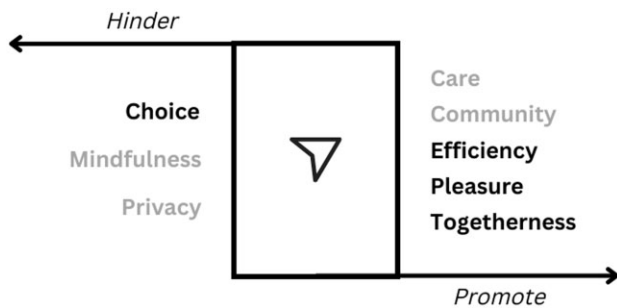 Hinder
Choice
Mindfulness
Privacy
Care
Community
Efficiency
Pleasure
Togetherness
Promote